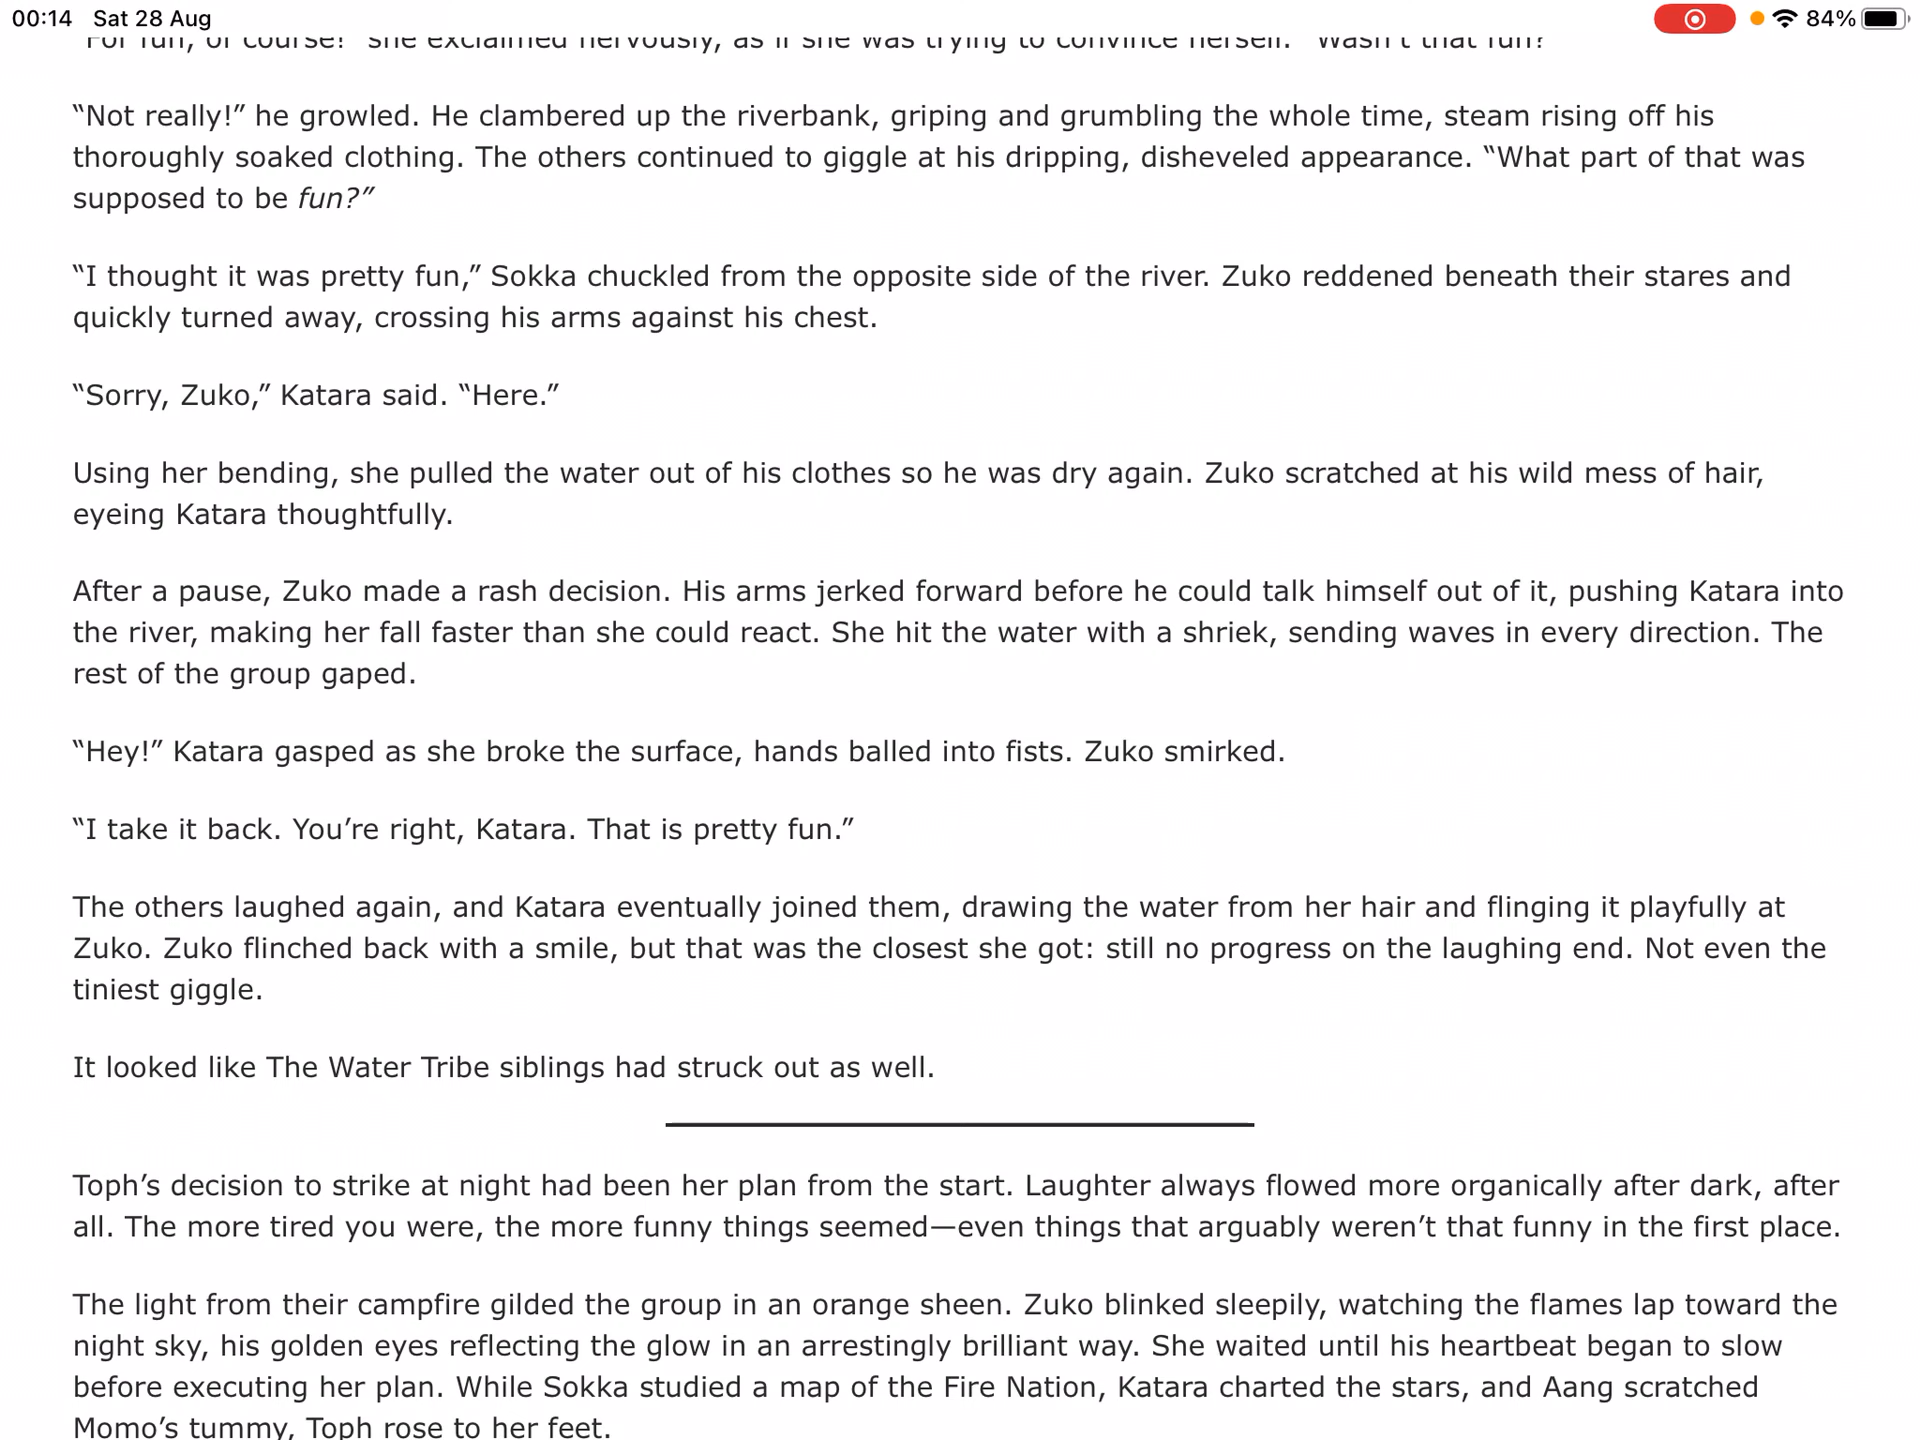 00:14 Sat 28 Aug 84%
For fun, of course!” she exclaimed nervously, as if she was trying to convince herself. “Wasn’t that fun?
“Not really!” he growled. He clambered up the riverbank, griping and grumbling the whole time, steam rising off his
thoroughly soaked clothing. The others continued to giggle at his dripping, disheveled appearance. “What part of that was
supposed to be fun?”
“I thought it was pretty fun,” Sokka chuckled from the opposite side of the river. Zuko reddened beneath their stares and
quickly turned away, crossing his arms against his chest.
“Sorry, Zuko,” Katara said. “Here.”
Using her bending, she pulled the water out of his clothes so he was dry again. Zuko scratched at his wild mess of hair,
eyeing Katara thoughtfully.
After a pause, Zuko made a rash decision. His arms jerked forward before he could talk himself out of it, pushing Katara into
the river, making her fall faster than she could react. She hit the water with a shriek, sending waves in every direction. The
rest of the group gaped.
“Hey!” Katara gasped as she broke the surface, hands balled into fists. Zuko smirked.
“I take it back. You’re right, Katara. That is pretty fun.”
The others laughed again, and Katara eventually joined them, drawing the water from her hair and flinging it playfully at
Zuko. Zuko flinched back with a smile, but that was the closest she got: still no progress on the laughing end. Not even the
tiniest giggle.
It looked like The Water Tribe siblings had struck out as well.
Toph’s decision to strike at night had been her plan from the start. Laughter always flowed more organically after dark, after
all. The more tired you were, the more funny things seemed—even things that arguably weren’t that funny in the first place.
The light from their campfire gilded the group in an orange sheen. Zuko blinked sleepily, watching the flames lap toward the
night sky, his golden eyes reflecting the glow in an arrestingly brilliant way. She waited until his heartbeat began to slow
before executing her plan. While Sokka studied a map of the Fire Nation, Katara charted the stars, and Aang scratched
Momo’s tummy, Toph rose to her feet.